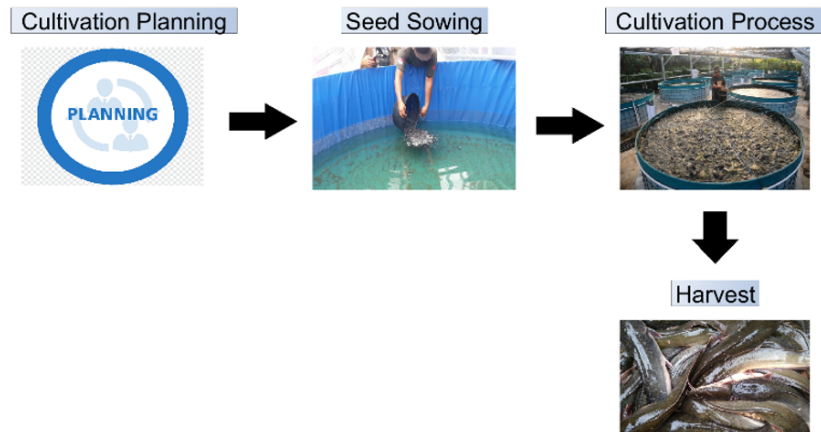 Cultivation Planning
Seed Sowing
Cultivation Process
PLANNING
Harvest